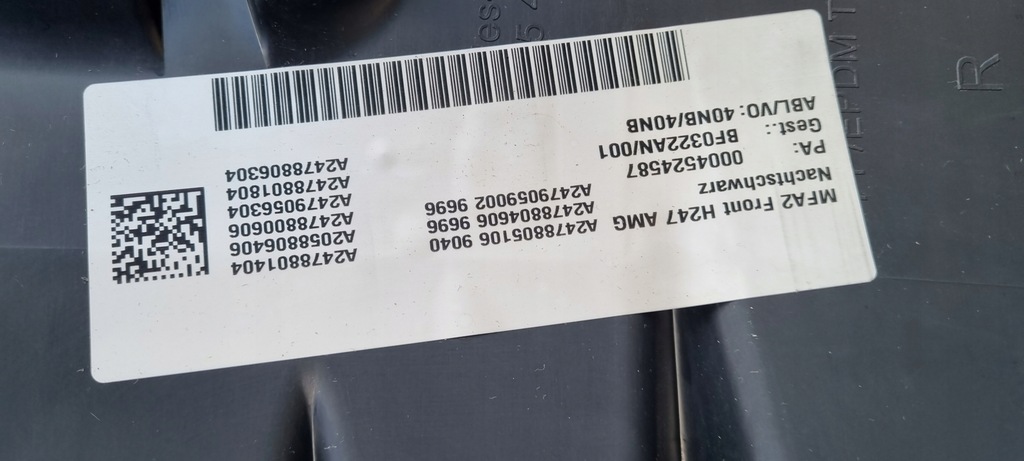 MFA2 Front H247 AMG
Nachtschwarz
PA: 0004524587
Gest.: BF0322AN/001
ABL/VO: 40NB/40NB
A2478805106 9040
A2478804606 9696
A2479059002 9696
A2478801404
A2058806406
A2478800606
A2479056304
A2478801804
A2478806304
R